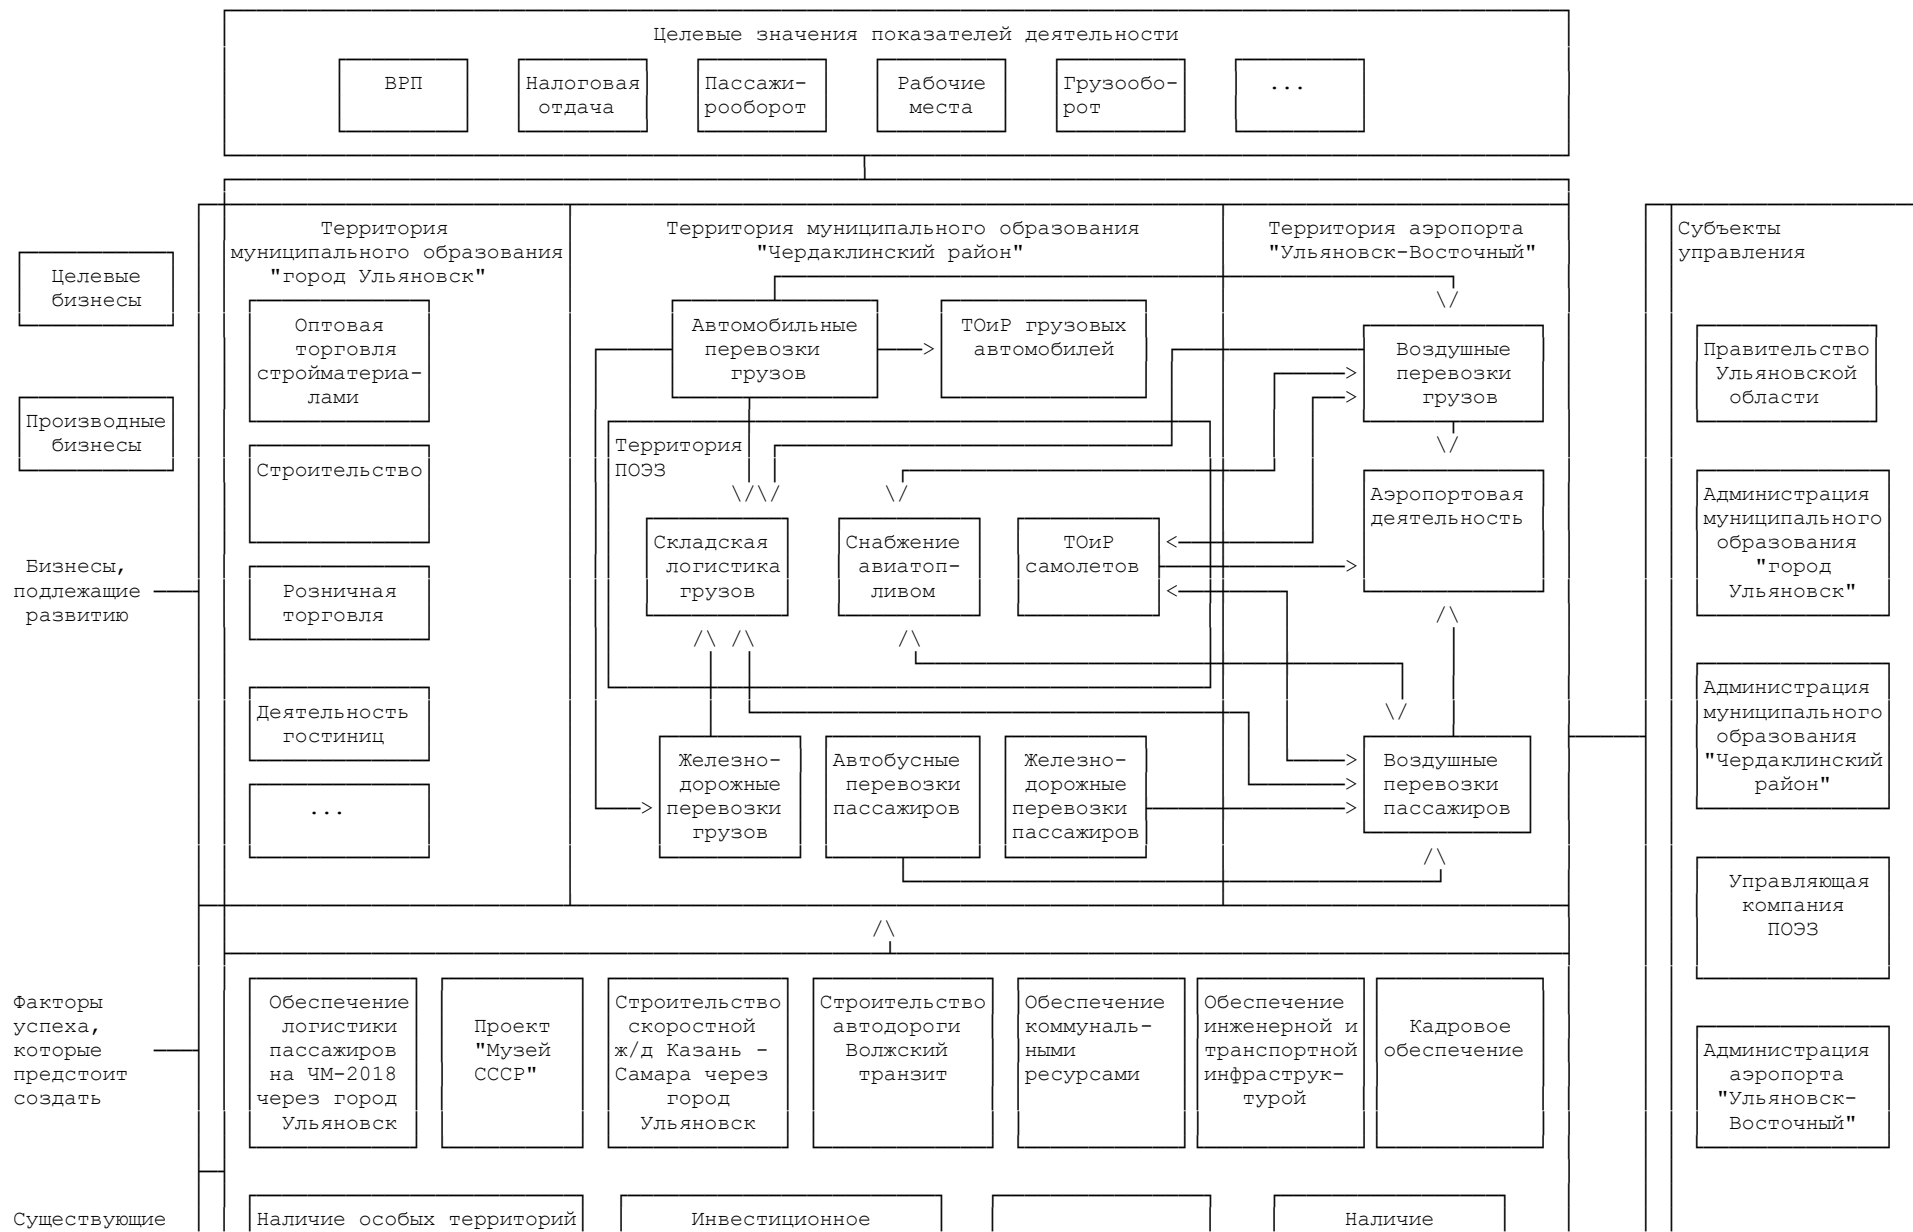 Целевые значения показателей деятельности
ВРП
Налоговая
отдача
Пассажи-
рооборот
Рабочие
места
Грузообо-
рот
...
Целевые
бизнесы
Производные
бизнесы
Бизнесы,
подлежащие
развитию
Территория
муниципального образования
"город Ульяновск"
Оптовая
торговля
стройматериа-
лами
Строительство
Розничная
торговля
Деятельность
гостиниц
...
Территория муниципального образования
"Чердаклинский район"
Автомобильные
перевозки
грузов
ТОиР грузовых
автомобилей
Территория
ПОЭЗ
Складская
логистика
грузов
Снабжение
авиатоп-
ливом
ТОиР
самолетов
Железно-
дорожные
перевозки
грузов
Автобусные
перевозки
пассажиров
Железно-
дорожные
перевозки
пассажиров
Территория аэропорта
"Ульяновск-Восточный"
Воздушные
перевозки
грузов
Аэропортовая
деятельность
Воздушные
перевозки
пассажиров
Субъекты
управления
Правительство
Ульяновской
области
Администрация
муниципального
образования
"город
Ульяновск"
Администрация
муниципального
образования
"Чердаклинский
район"
Управляющая
компания
ПОЭЗ
Администрация
аэропорта
"Ульяновск-
Восточный"
Факторы
успеха,
которые
предстоит
создать
Обеспечение
логистики
пассажиров
на ЧМ-2018
через город
Ульяновск
Проект
"Музей
СССР"
Строительство
скоростной
ж/д Казань -
Самара через
город
Ульяновск
Строительство
автодороги
Волжский
транзит
Обеспечение
коммуналь-
ными
ресурсами
Обеспечение
инженерной и
транспортной
инфраструк-
турой
Кадровое
обеспечение
Существующие
Наличие особых территорий
Инвестиционное
Наличие